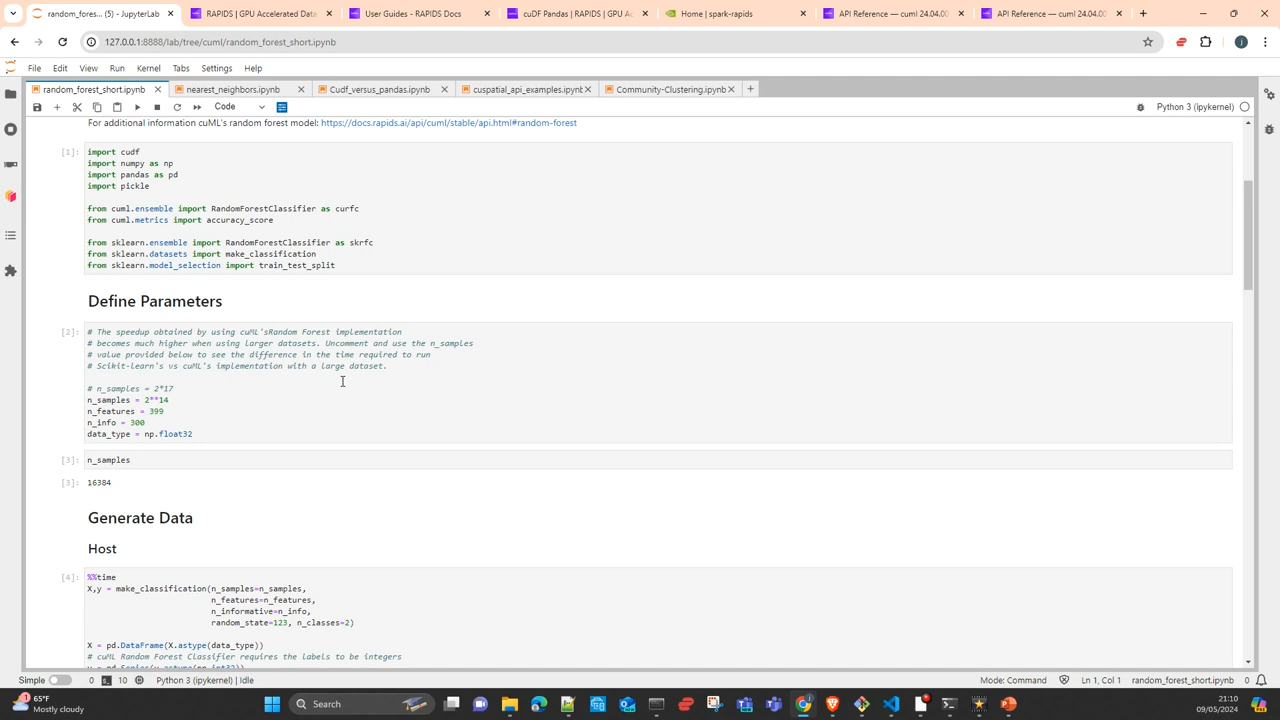 random_fores... (5) - JupyterLab
RAPIDS | GPU Accelerated Data
User Guides - RAPIDS Docs
cuDF Pandas | RAPIDS | GPU Ac
Home | spark-rapids
API Reference — cuml 24.04.00
API Reference — cuml 24.04.00
127.0.0.1:8888/lab/tree/cuml/random_forest_short.ipynb
File Edit View Run Kernel Tabs Settings Help
random_forest_short.ipynb
nearest_neighbors.ipynb
Cudf_versus_pandas.ipynb
cuspatial_api_examples.ipynb
Community-Clustering.ipynb
Code
Python 3 (ipykernel)
For additional information cuML's random forest model: https://docs.rapids.ai/api/cuml/stable/api.html#random-forest
[1]: import cudf
import numpy as np
import pandas as pd
import pickle
from cuml.ensemble import RandomForestClassifier as curfc
from cuml.metrics import accuracy_score
from sklearn.ensemble import RandomForestClassifier as skrfc
from sklearn.datasets import make_classification
from sklearn.model_selection import train_test_split
Define Parameters
[2]: # The speedup obtained by using cuML'sRandom Forest implementation
# becomes much higher when using larger datasets. Uncomment and use the n_samples
# value provided below to see the difference in the time required to run
# Scikit-learn's vs cuML's implementation with a large dataset.
# n_samples = 2*17
n_samples = 2**14
n_features = 399
n_info = 300
data_type = np.float32
[3]: n_samples
[3]: 16384
Generate Data
Host
[4]: %%time
X,y = make_classification(n_samples=n_samples,
n_features=n_features,
n_informative=n_info,
random_state=123, n_classes=2)
X = pd.DataFrame(X.astype(data_type))
# cuML Random Forest Classifier requires the labels to be integers
y = pd.Series(y.astype(np.int32))
Simple 0 10 Python 3 (ipykernel) | Idle Mode: Command Ln 1, Col 1 random_forest_short.ipynb 0
65°F
Mostly cloudy
Search
21:10
09/05/2024